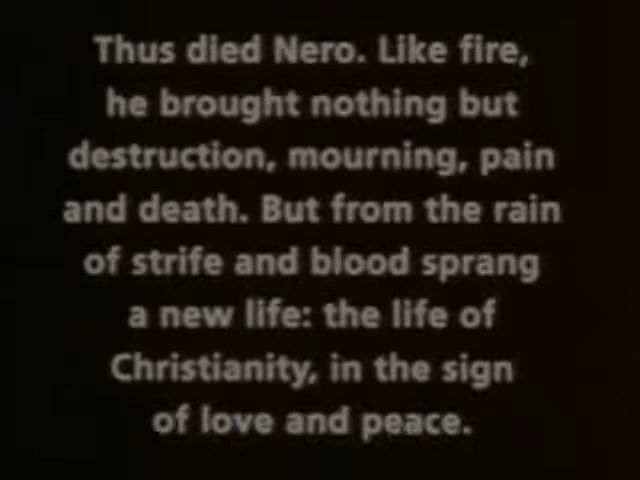 Thus died Nero. Like fire,
he brought nothing but
destruction, mourning, pain
and death. But from the rain
of strife and blood sprang
a new life: the life of
Christianity, in the sign
of love and peace.